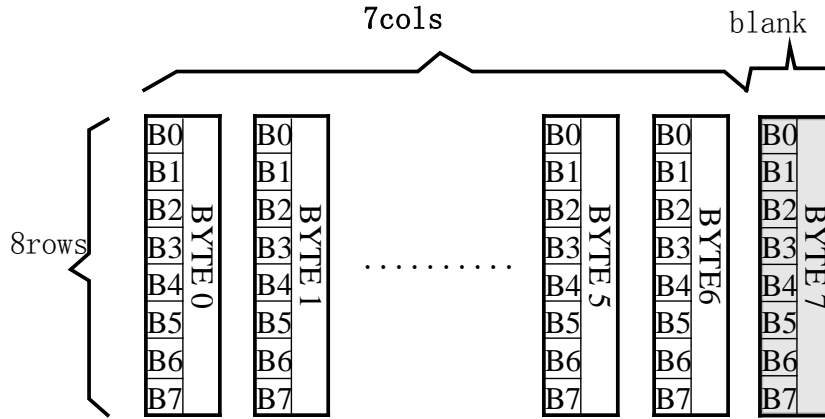 7cols
blank
8rows
B0 B0 B0 B0 B0
B1 B1 B1 B1 B1
B2 B2 B2 B2 B2
B3 B3 B3 B3 B3
B4 B4 B4 B4 B4
B5 B5 B5 B5 B5
B6 B6 B6 B6 B6
B7 B7 B7 B7 B7
BYTE 0
BYTE 1
...........
BYTE 5
BYTE6
BYTE 7